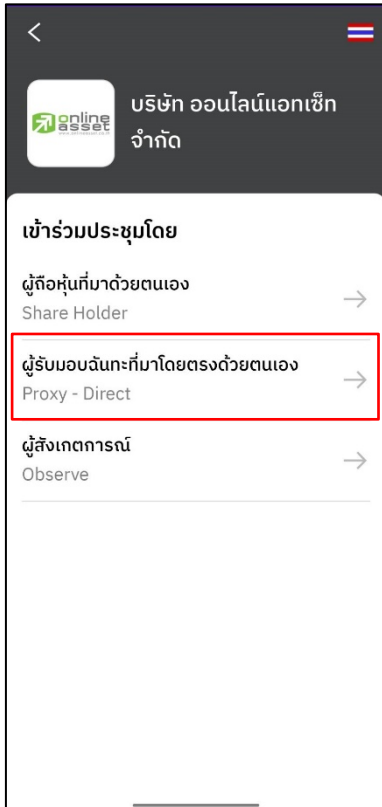 online
asset
บริษัท ออนไลน์แอทเซ็ท
จำกัด
เข้าร่วมประชุมโดย
ผู้ถือหุ้นที่มาด้วยตนเอง
Share Holder
ผู้รับมอบฉันทะที่มาโดยตรงด้วยตนเอง
Proxy - Direct
ผู้สังเกตการณ์
Observe